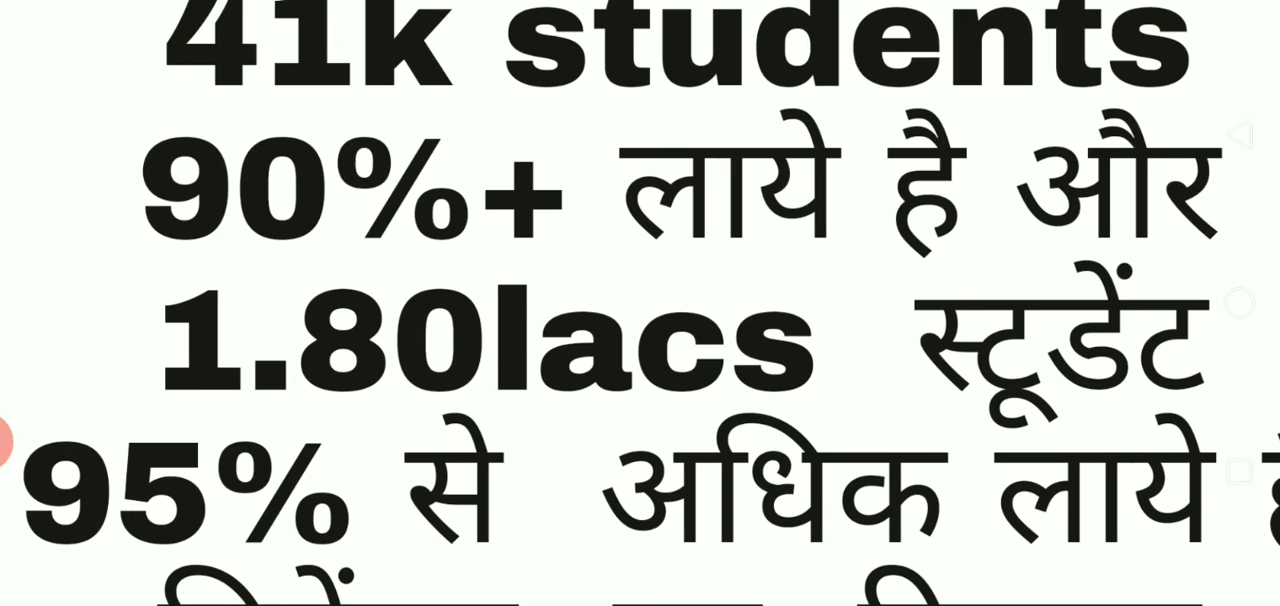 41k students
90%+ लाये है और
1.80lacs स्टूडेंट
95% से अधिक लाये